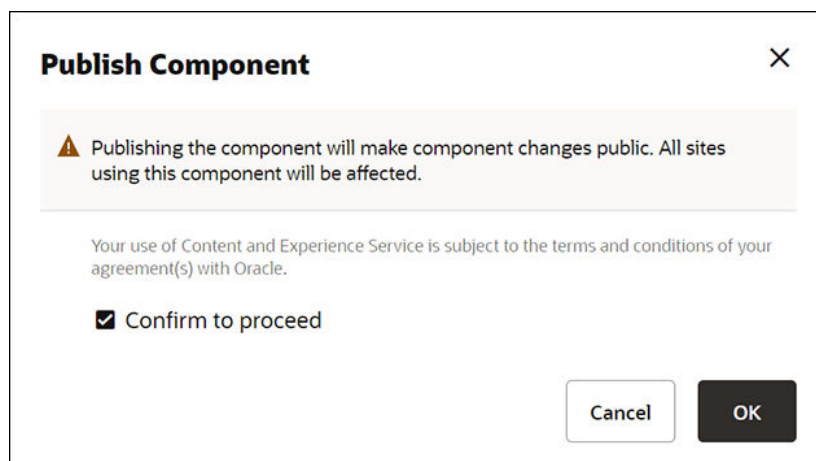 Publish Component
Publishing the component will make component changes public. All sites
using this component will be affected.
Your use of Content and Experience Service is subject to the terms and conditions of your
agreement(s) with Oracle.
Confirm to proceed
Cancel
OK